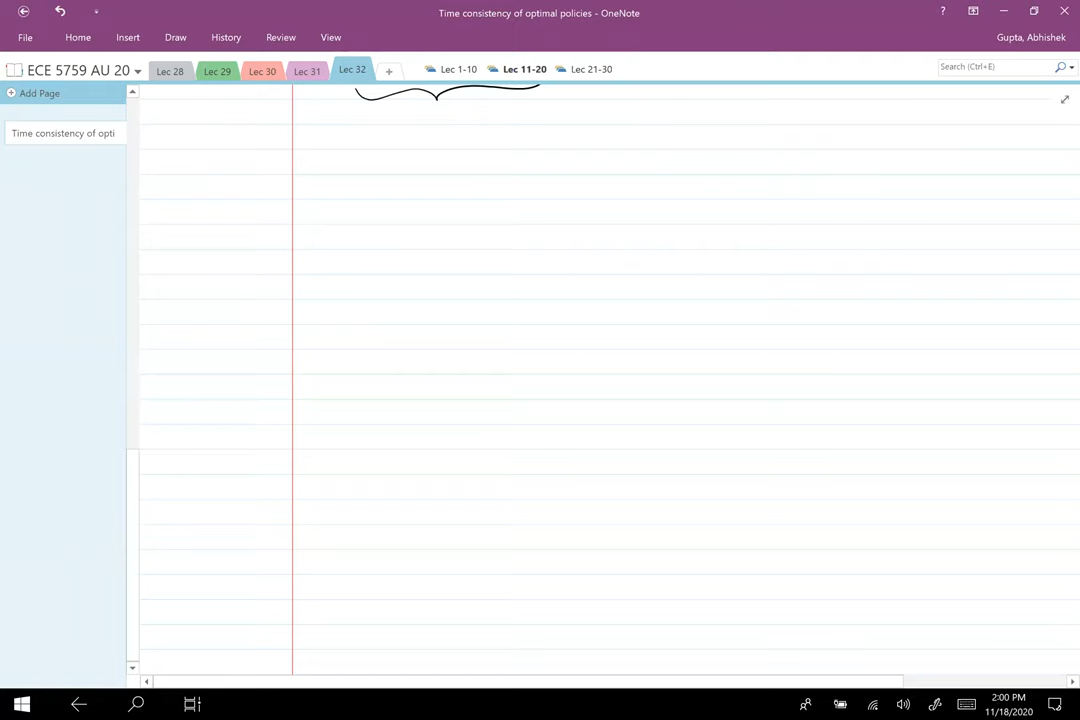 Time consistency of optimal policies - OneNote
?
File Home Insert Draw History Review View
Gupta, Abhishek
ECE 5759 AU 20
Lec 28 Lec 29 Lec 30 Lec 31 Lec 32 +
Lec 1-10 Lec 11-20 Lec 21-30
Search (Ctrl+E)
Add Page
Time consistency of opti
2:00 PM
11/18/2020